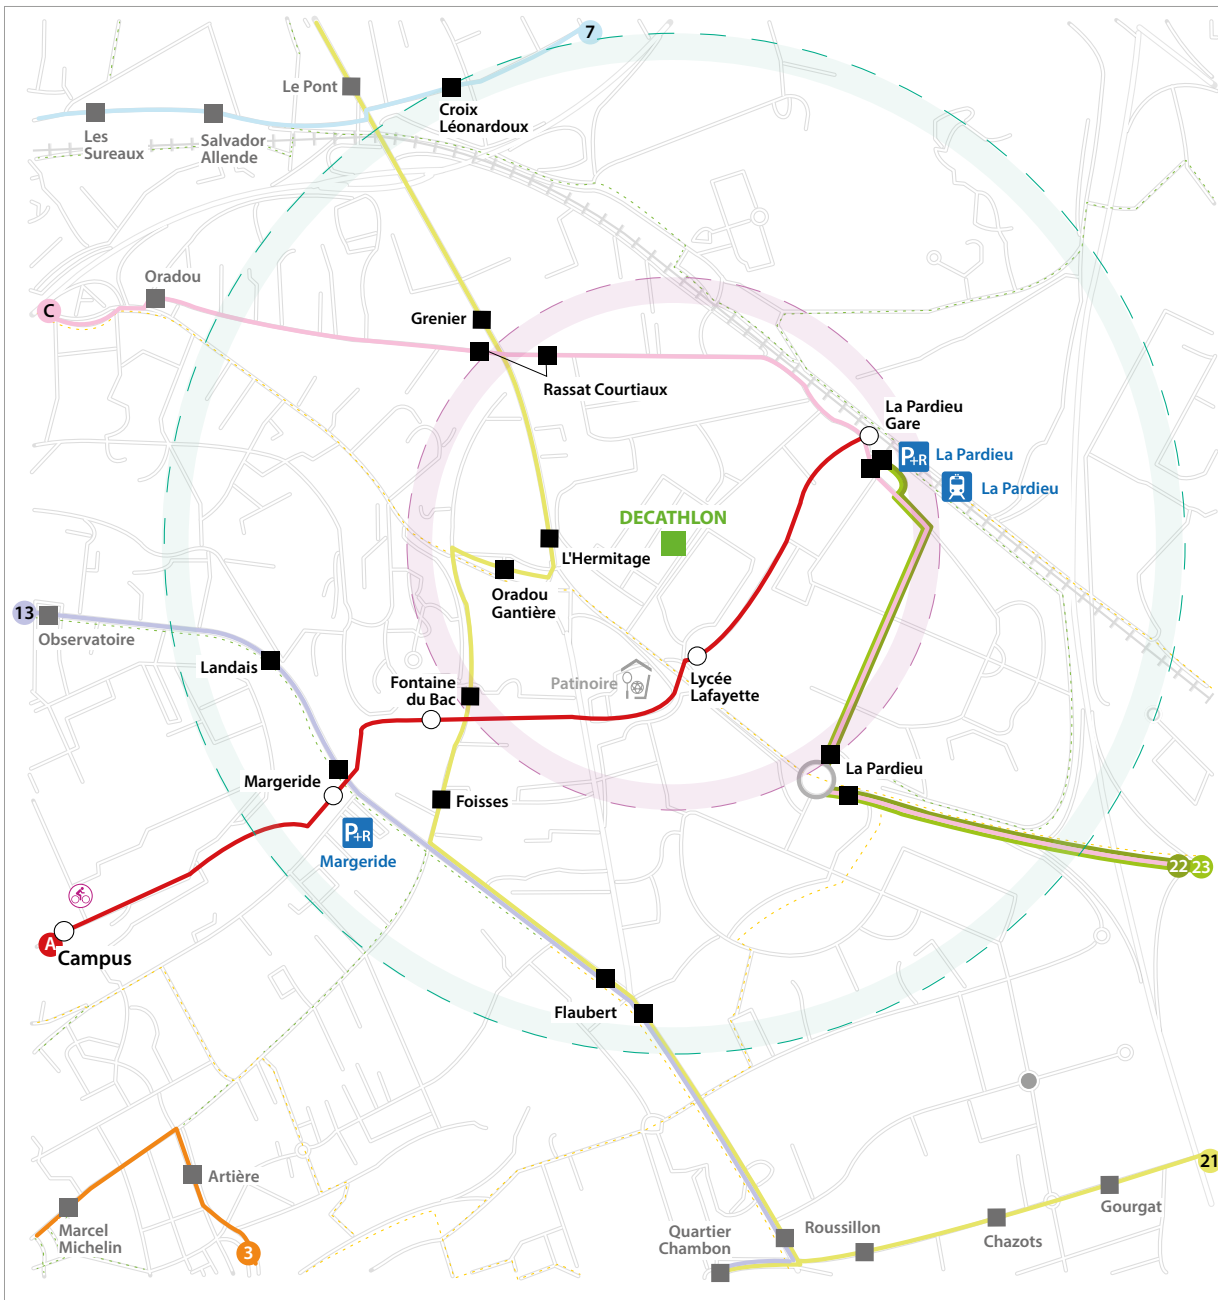 7
Le Pont
Croix
Léonardoux
Les
Sureaux
Salvador
Allende
Oradou
C
Grenier
Rassat Courtiaux
La Pardieu
Gare
P+R
La Pardieu
La Pardieu
DECATHLON
L'Hermitage
Oradou
Gantière
13
Observatoire
Landais
Fontaine
du Bac
Patinoire
Lycée
Lafayette
Margeride
La Pardieu
Foisses
P+R
Margeride
22
23
A
Campus
Flaubert
Artière
Marcel
Michelin
3
21
Gourgat
Chazots
Roussillon
Quartier
Chambon